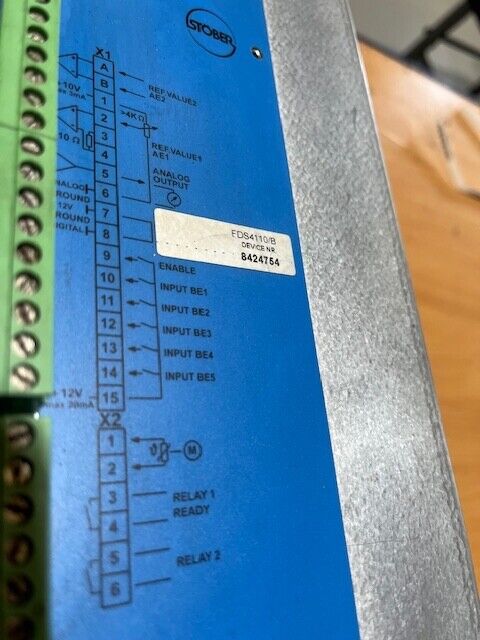 STÖBER
X1
A
B
REF.VALUE2
AE2
+10V
max 3mA
1
>4KΩ
2
10 Ω
3
REF.VALUE1
AE1
4
5
ANALOG
OUTPUT
ANALOG
6
12V
GROUND
7
GROUND
DIGITAL
8
FDS4110/B
DEVICE NR.
8424754
9
ENABLE
10
INPUT BE1
11
INPUT BE2
12
INPUT BE3
13
INPUT BE4
14
INPUT BE5
+ 12V
max 20mA
15
X2
1
2
M
3
RELAY 1
READY
4
5
RELAY 2
6